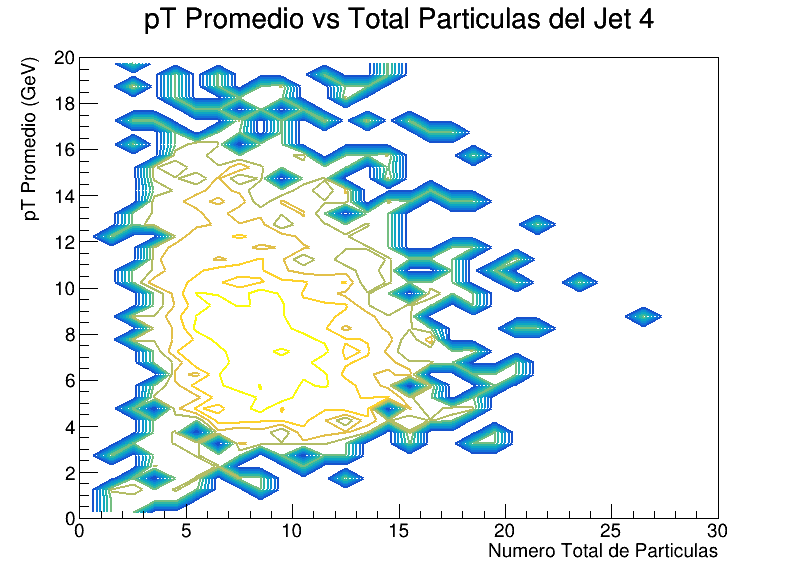 pT Promedio vs Total Particulas del Jet 4
pT Promedio (GeV)
20
18
16
14
12
10
8
6
4
2
0
0 5 10 15 20 25 30
Numero Total de Particulas